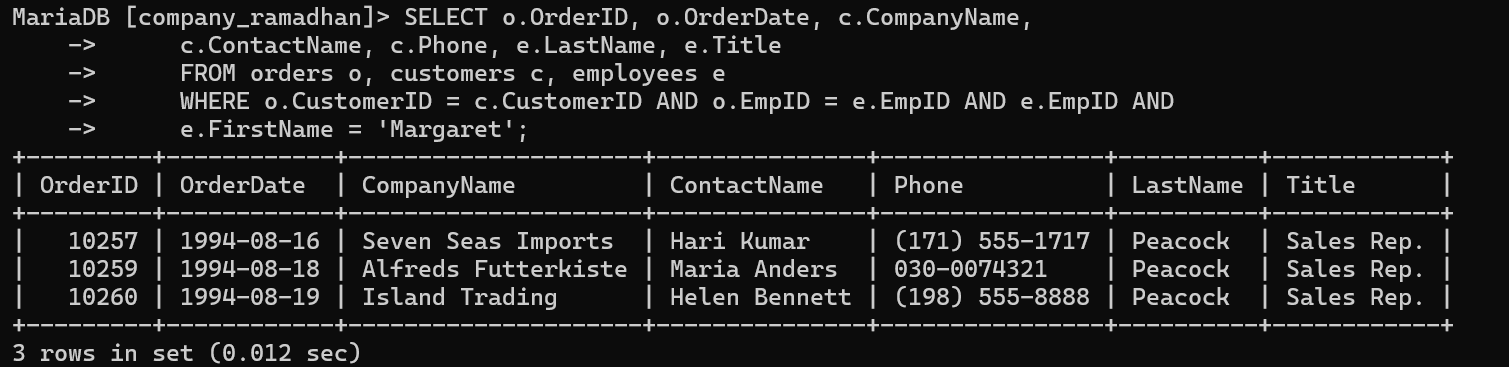 MariaDB [company_ramadhan]> SELECT o.OrderID, o.OrderDate, c.CompanyName,
    ->      c.ContactName, c.Phone, e.LastName, e.Title
    ->      FROM orders o, customers c, employees e
    ->      WHERE o.CustomerID = c.CustomerID AND o.EmpID = e.EmpID AND e.EmpID AND
    ->      e.FirstName = 'Margaret';
+---------+------------+---------------------+---------------+----------------+----------+------------+
| OrderID | OrderDate  | CompanyName         | ContactName   | Phone          | LastName | Title      |
+---------+------------+---------------------+---------------+----------------+----------+------------+
|   10257 | 1994-08-16 | Seven Seas Imports  | Hari Kumar    | (171) 555-1717 | Peacock  | Sales Rep. |
|   10259 | 1994-08-18 | Alfreds Futterkiste | Maria Anders  | 030-0074321    | Peacock  | Sales Rep. |
|   10260 | 1994-08-19 | Island Trading      | Helen Bennett | (198) 555-8888 | Peacock  | Sales Rep. |
+---------+------------+---------------------+---------------+----------------+----------+------------+
3 rows in set (0.012 sec)